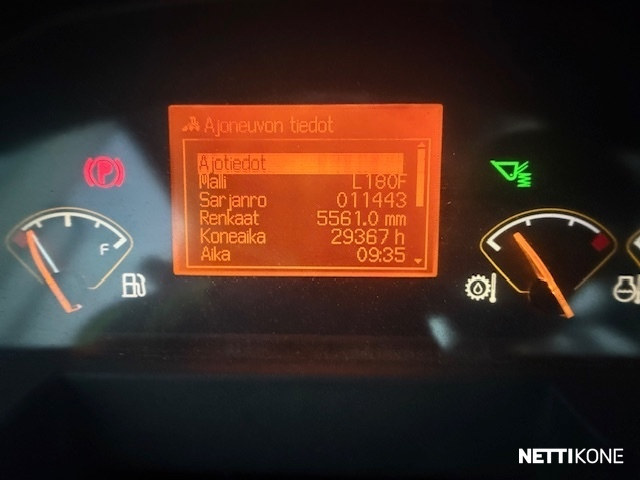 Ajoneuvon tiedot
Ajotiedot
Malli L180F
Sarjanro 011443
Renkaat 5561.0 mm
Koneaika 29367 h
Aika 09:35
P
F
NETTIKONE